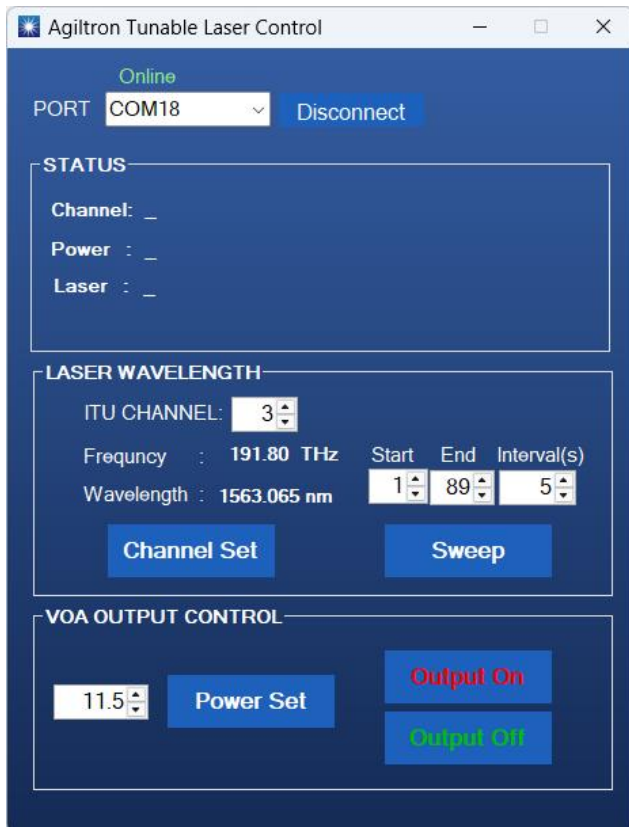 Agiltron Tunable Laser Control
Online
PORT COM18 Disconnect
STATUS
Channel: _
Power : _
Laser : _
LASER WAVELENGTH
ITU CHANNEL: 3
Frequncy : 191.80 THz Start End Interval(s)
Wavelength : 1563.065 nm 1 89 5
Channel Set Sweep
VOA OUTPUT CONTROL
Output On
11.5 Power Set
Output Off